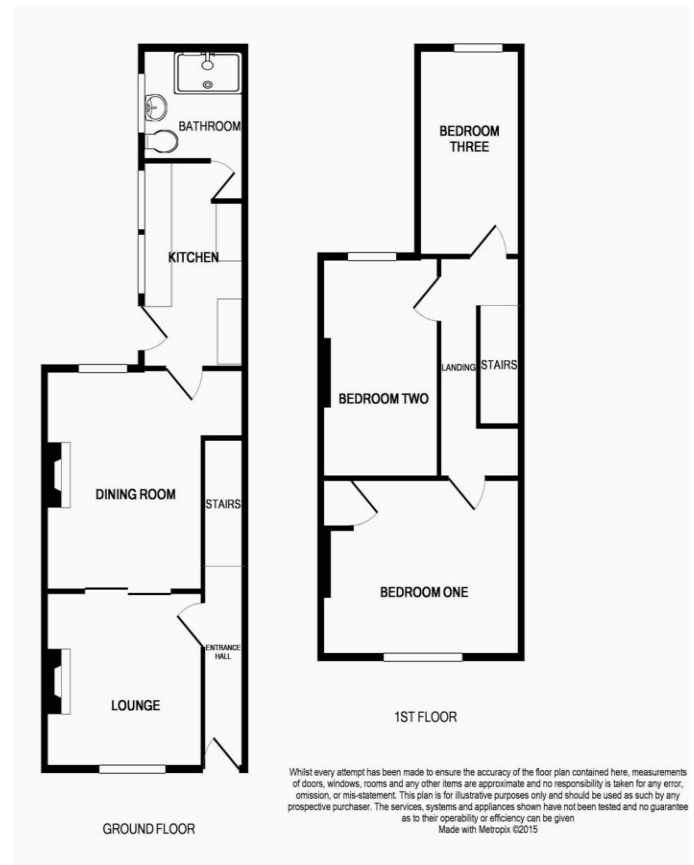 BATHROOM
KITCHEN
DINING ROOM
STAIRS
ENTRANCE
HALL
LOUNGE
GROUND FLOOR
BEDROOM
THREE
BEDROOM TWO
LANDING
STAIRS
BEDROOM ONE
1ST FLOOR
Whilst every attempt has been made to ensure the accuracy of the floor plan contained here, measurements
of doors, windows, rooms and any other items are approximate and no responsibility is taken for any error,
omission, or mis-statement. This plan is for illustrative purposes only and should be used as such by any
prospective purchaser. The services, systems and appliances shown have not been tested and no guarantee
as to their operability or efficiency can be given
Made with Metropix ©2015